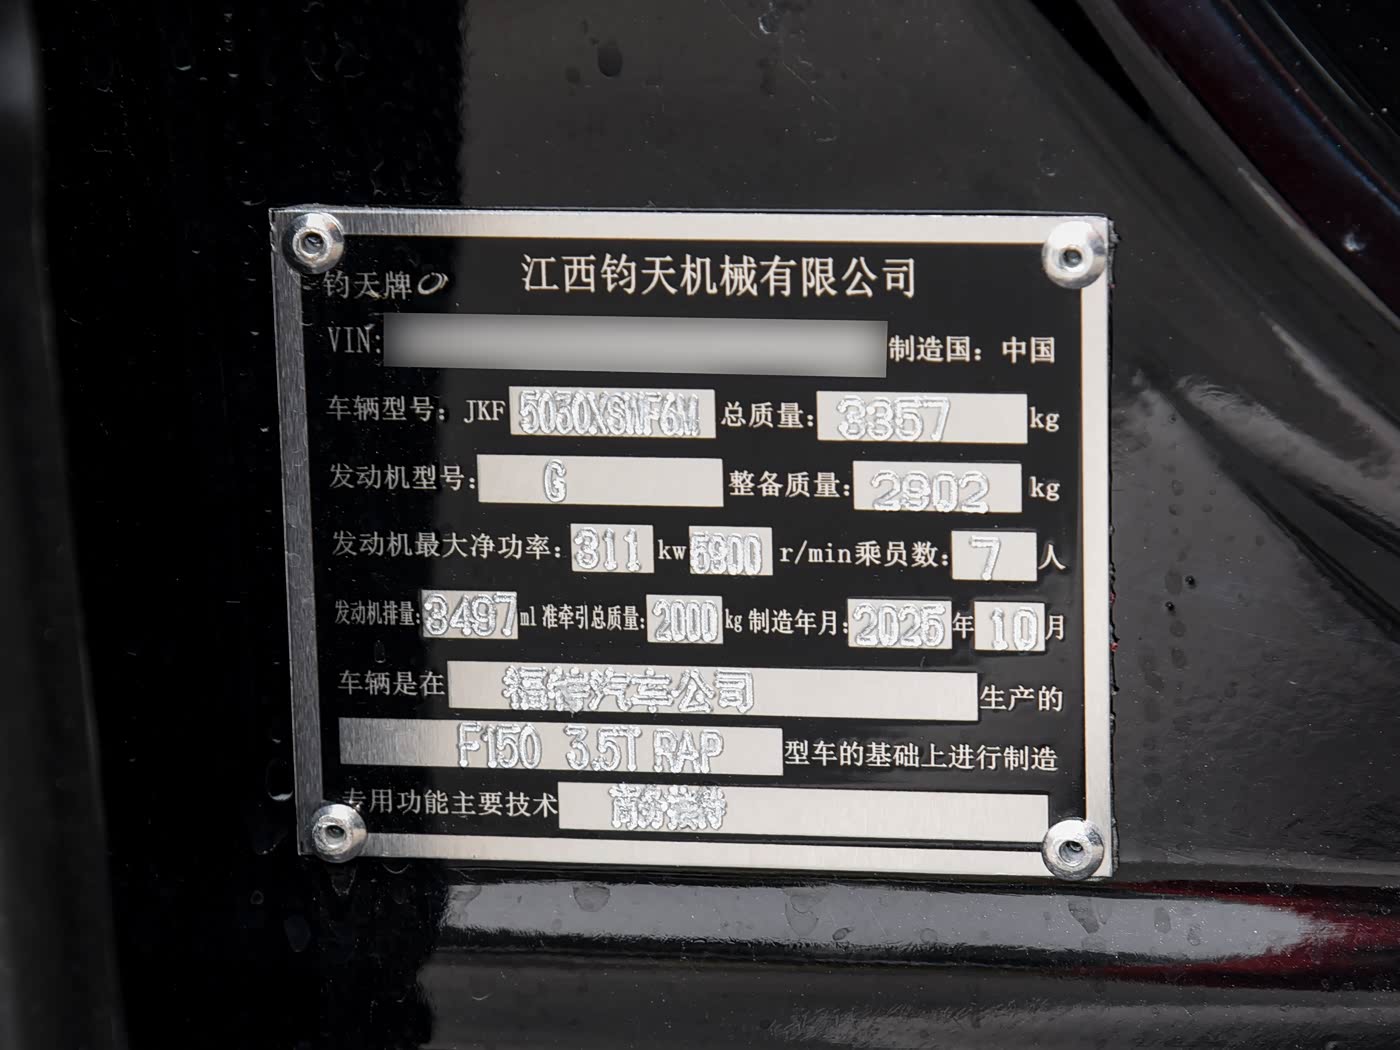 钧天牌 江西钧天机械有限公司
VIN: 制造国：中国
车辆型号：JKF 5030XSWF6M 总质量：3357 kg
发动机型号：G 整备质量：2902 kg
发动机最大净功率：311 kw 5900 r/min 乘员数：7 人
发动机排量：3497 ml 准牵引总质量：2000 kg 制造年月：2025 年 10 月
车辆是在 福特汽车公司 生产的
F150 3.5T RAP 型车的基础上进行制造
专用功能主要技术 商务接待